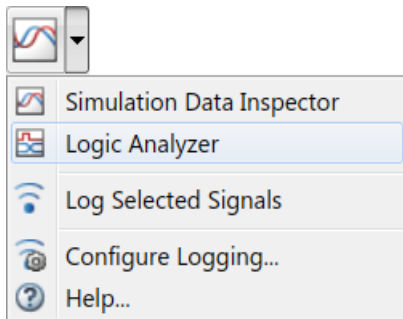 Simulation Data Inspector
Logic Analyzer
Log Selected Signals
Configure Logging...
Help...